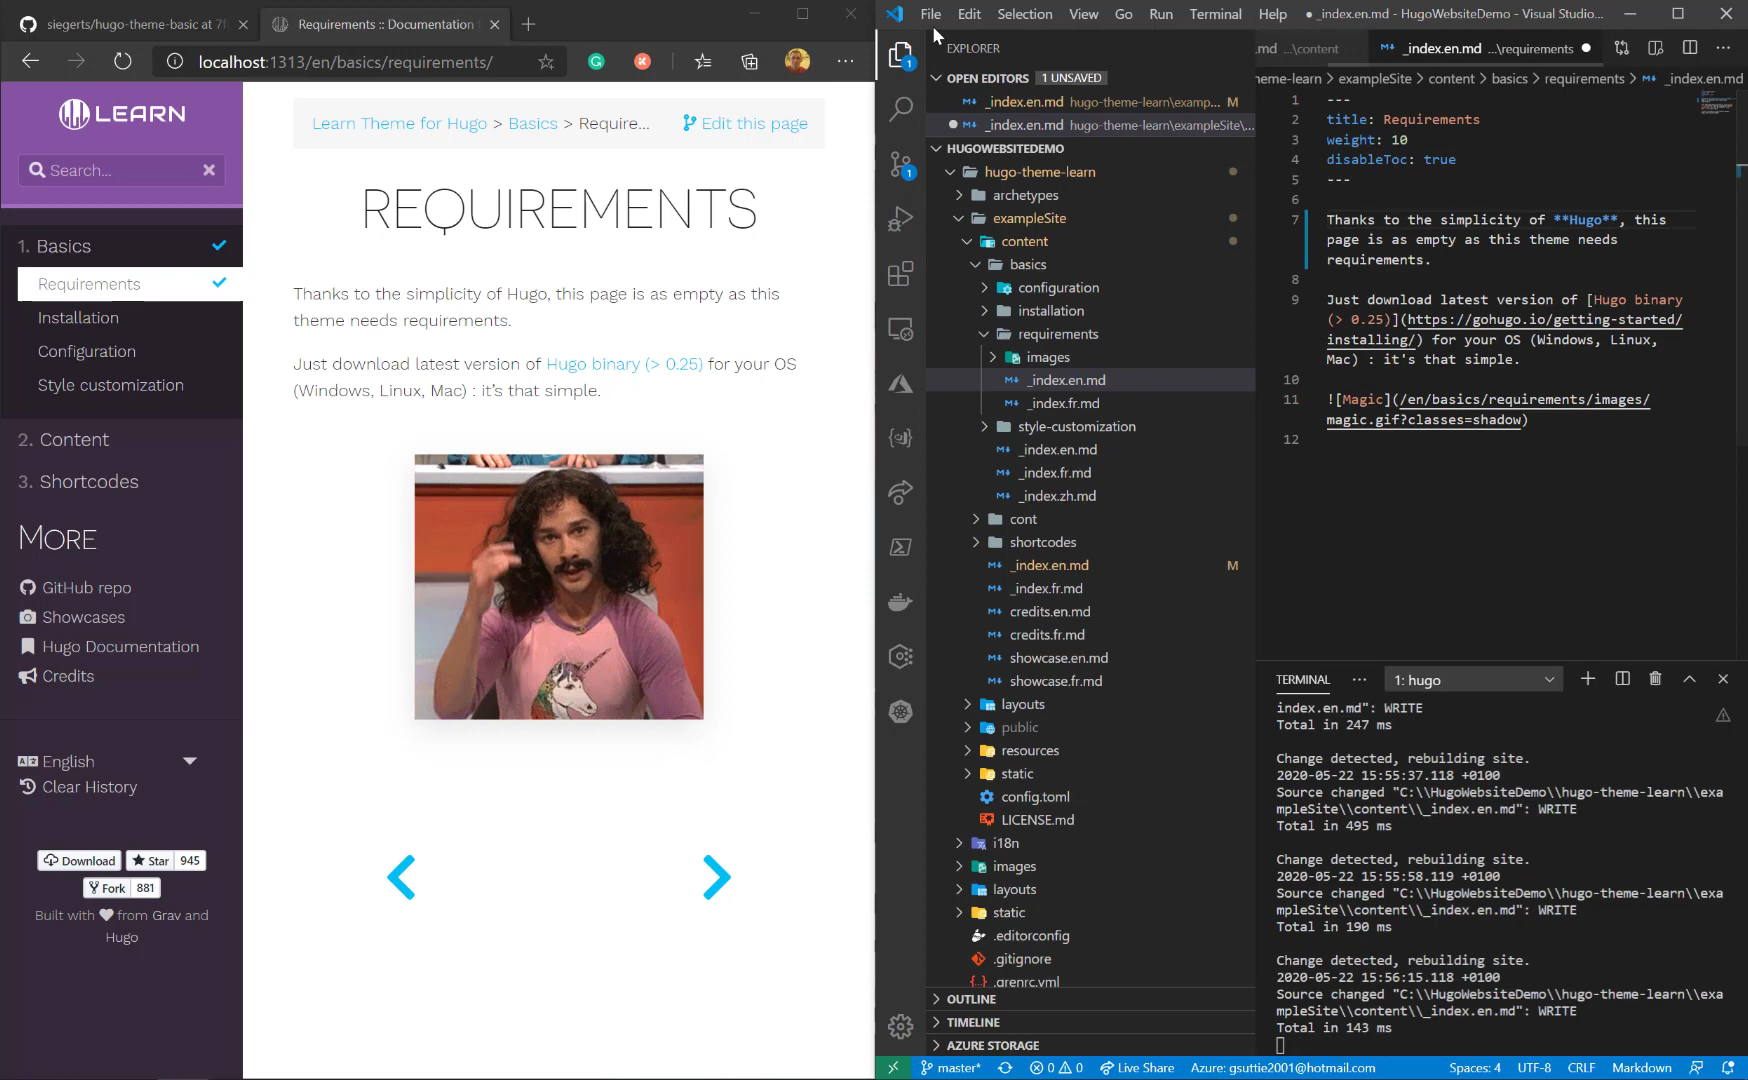 siegerts/hugo-theme-basic at 7f
Requirements :: Documentation
localhost:1313/en/basics/requirements/
LEARN
Search...
1. Basics
Requirements
Installation
Configuration
Style customization
2. Content
3. Shortcodes
MORE
GitHub repo
Showcases
Hugo Documentation
Credits
English
Clear History
Download
Star 945
Fork 881
Built with from Grav and
Hugo
Learn Theme for Hugo > Basics > Require...
Edit this page
REQUIREMENTS
Thanks to the simplicity of Hugo, this page is as empty as this
theme needs requirements.
Just download latest version of Hugo binary (> 0.25) for your OS
(Windows, Linux, Mac) : it's that simple.
File Edit Selection View Go Run Terminal Help
● _index.en.md - HugoWebsiteDemo - Visual Studio...
EXPLORER
OPEN EDITORS 1 UNSAVED
_index.en.md hugo-theme-learn\examp... M
_index.en.md hugo-theme-learn\exampleSite\...
HUGOWEBSITEDEMO
hugo-theme-learn
archetypes
exampleSite
content
basics
configuration
installation
requirements
images
_index.en.md
_index.fr.md
style-customization
_index.en.md
_index.fr.md
_index.zh.md
cont
shortcodes
_index.en.md M
_index.fr.md
credits.en.md
credits.fr.md
showcase.en.md
showcase.fr.md
layouts
public
resources
static
config.toml
LICENSE.md
i18n
images
layouts
static
.editorconfig
.gitignore
.grenrc.yml
OUTLINE
TIMELINE
AZURE STORAGE
.md ...\content
_index.en.md ...\requirements
heme-learn > exampleSite > content > basics > requirements > _index.en.md
1 ---
2 title: Requirements
3 weight: 10
4 disableToc: true
5 ---
6
7 Thanks to the simplicity of **Hugo**, this
page is as empty as this theme needs
requirements.
8
9 Just download latest version of [Hugo binary
(> 0.25)](https://gohugo.io/getting-started/
installing/) for your OS (Windows, Linux,
Mac) : it's that simple.
10
11 ![Magic](/en/basics/requirements/images/
magic.gif?classes=shadow)
12
TERMINAL
1: hugo
index.en.md": WRITE
Total in 247 ms
Change detected, rebuilding site.
2020-05-22 15:55:37.118 +0100
Source changed "C:\\HugoWebsiteDemo\\hugo-theme-learn\\exa
mpleSite\\content\\_index.en.md": WRITE
Total in 495 ms
Change detected, rebuilding site.
2020-05-22 15:55:58.119 +0100
Source changed "C:\\HugoWebsiteDemo\\hugo-theme-learn\\exa
mpleSite\\content\\_index.en.md": WRITE
Total in 190 ms
Change detected, rebuilding site.
2020-05-22 15:56:15.118 +0100
Source changed "C:\\HugoWebsiteDemo\\hugo-theme-learn\\exa
mpleSite\\content\\_index.en.md": WRITE
Total in 143 ms
master*
0 0
Live Share
Azure: gsuttie2001@hotmail.com
Spaces: 4
UTF-8
CRLF
Markdown